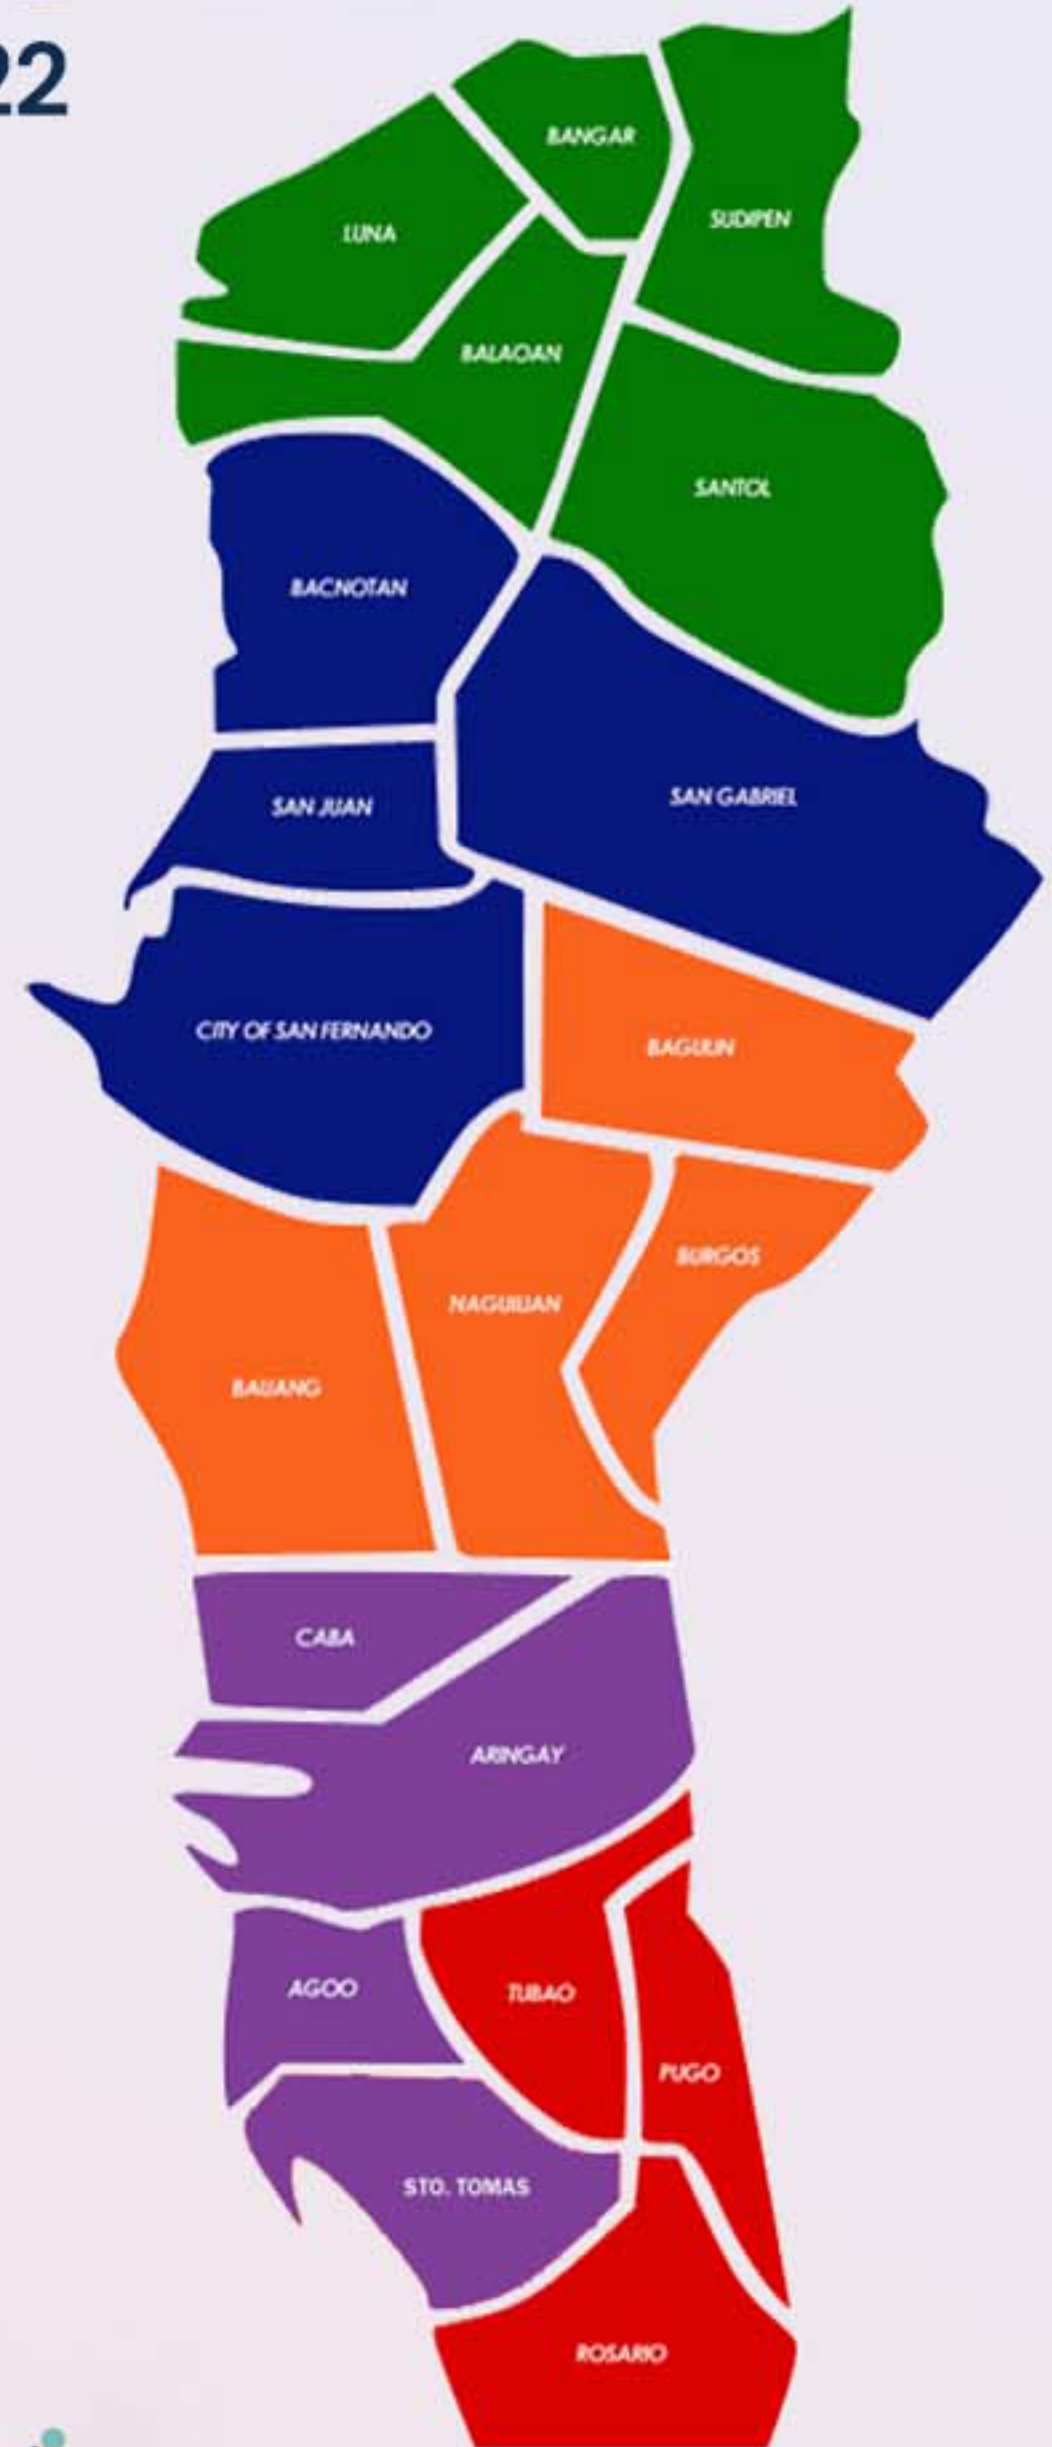 22
BANGAR
SUDIPEN
LUNA
BALAOAN
SANTOL
BACNOTAN
SAN GABRIEL
SAN JUAN
CITY OF SAN FERNANDO
BAGULIN
BURGOS
NAGUILIAN
BAUANG
CABA
ARINGAY
AGOO
TUBAO
PUGO
STO. TOMAS
ROSARIO